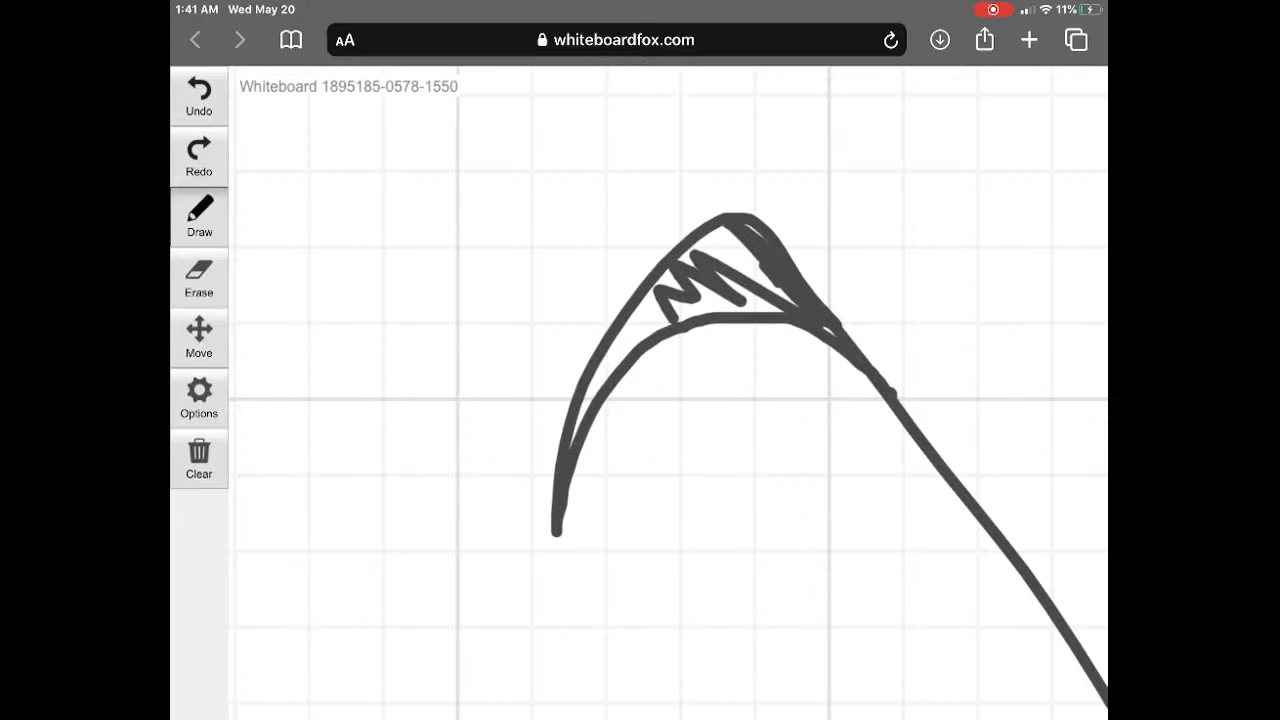 1:41 AM Wed May 20
11%
AA
whiteboardfox.com
Whiteboard 1895185-0578-1550
Undo
Redo
Draw
Erase
Move
Options
Clear